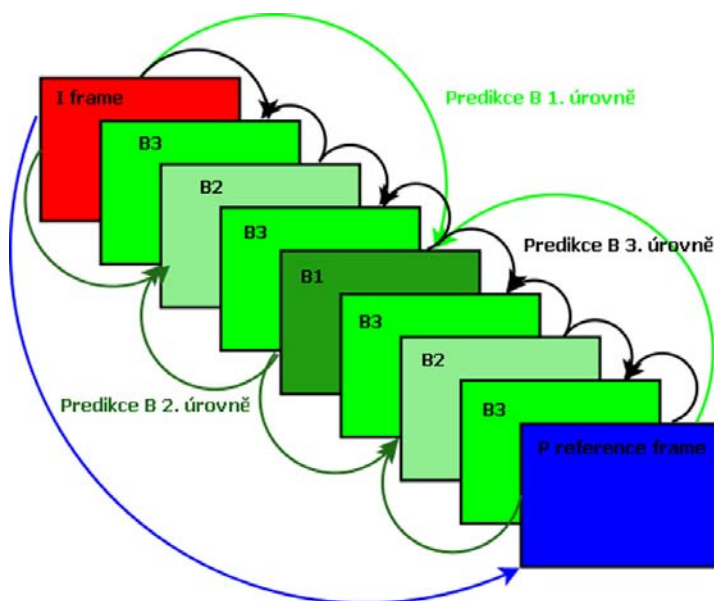 I frame
Predikce B 1. úrovně
B3
B2
B3
Predikce B 3. úrovně
B1
B3
B2
Predikce B 2. úrovně
B3
P reference frame